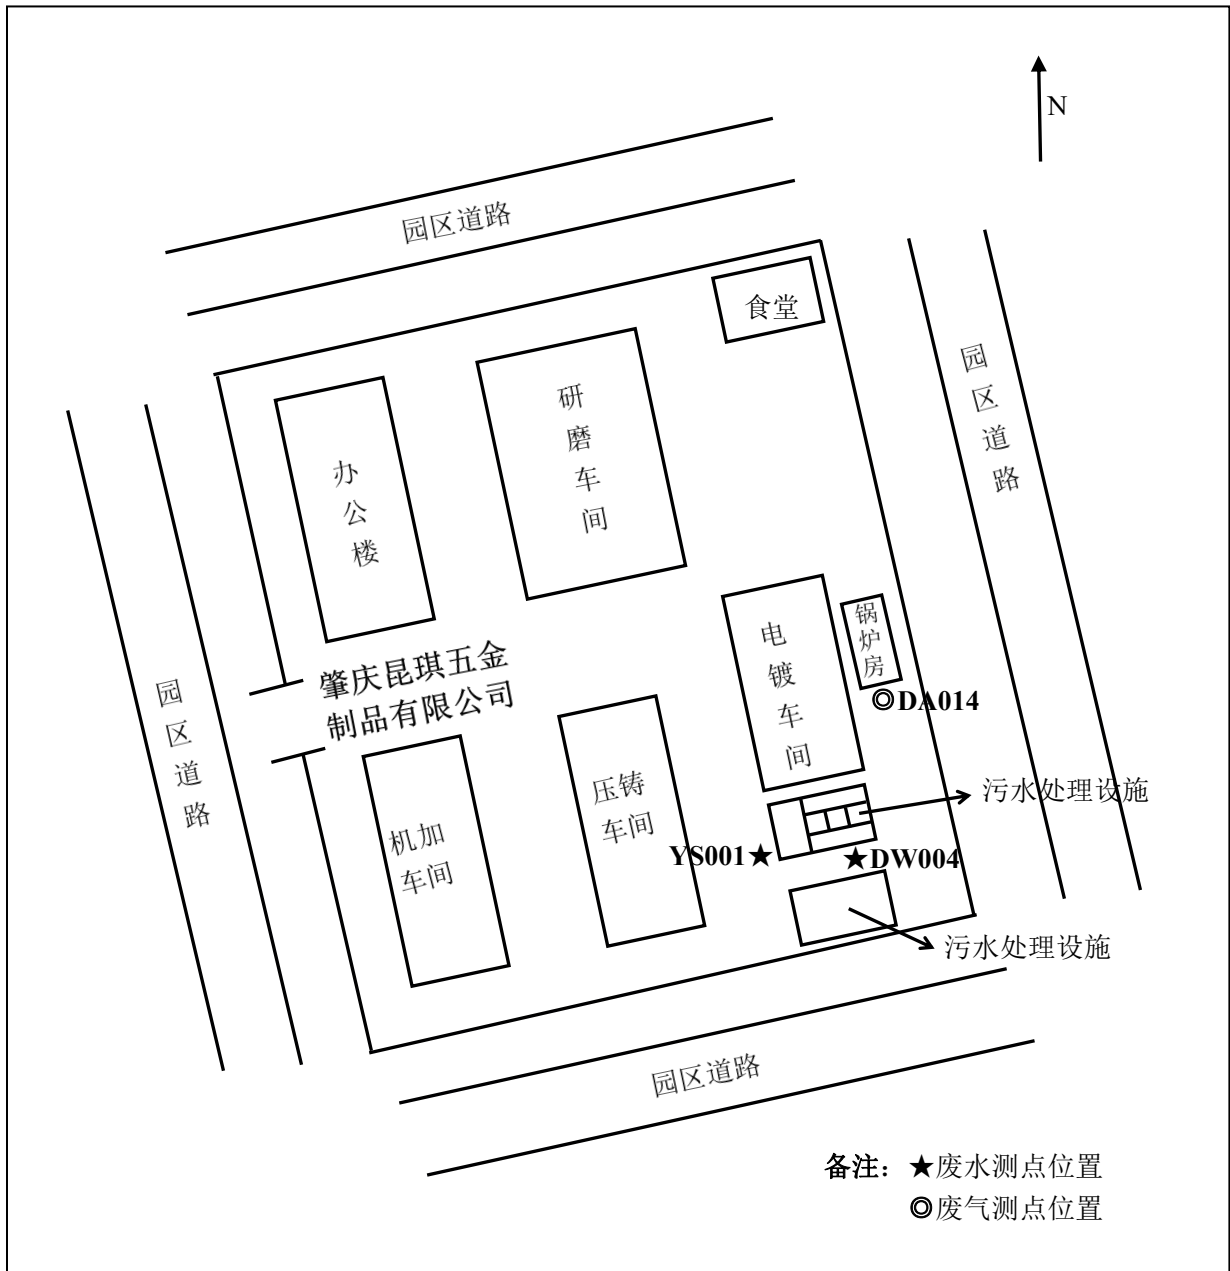 N
园区道路
食堂
园区道路
研磨车间
办公楼
锅炉房
电镀车间
肇庆昆琪五金
制品有限公司
◎DA014
园区道路
压铸
车间
污水处理设施
机加
车间
YS001★
★DW004
污水处理设施
园区道路
备注：★废水测点位置
◎废气测点位置